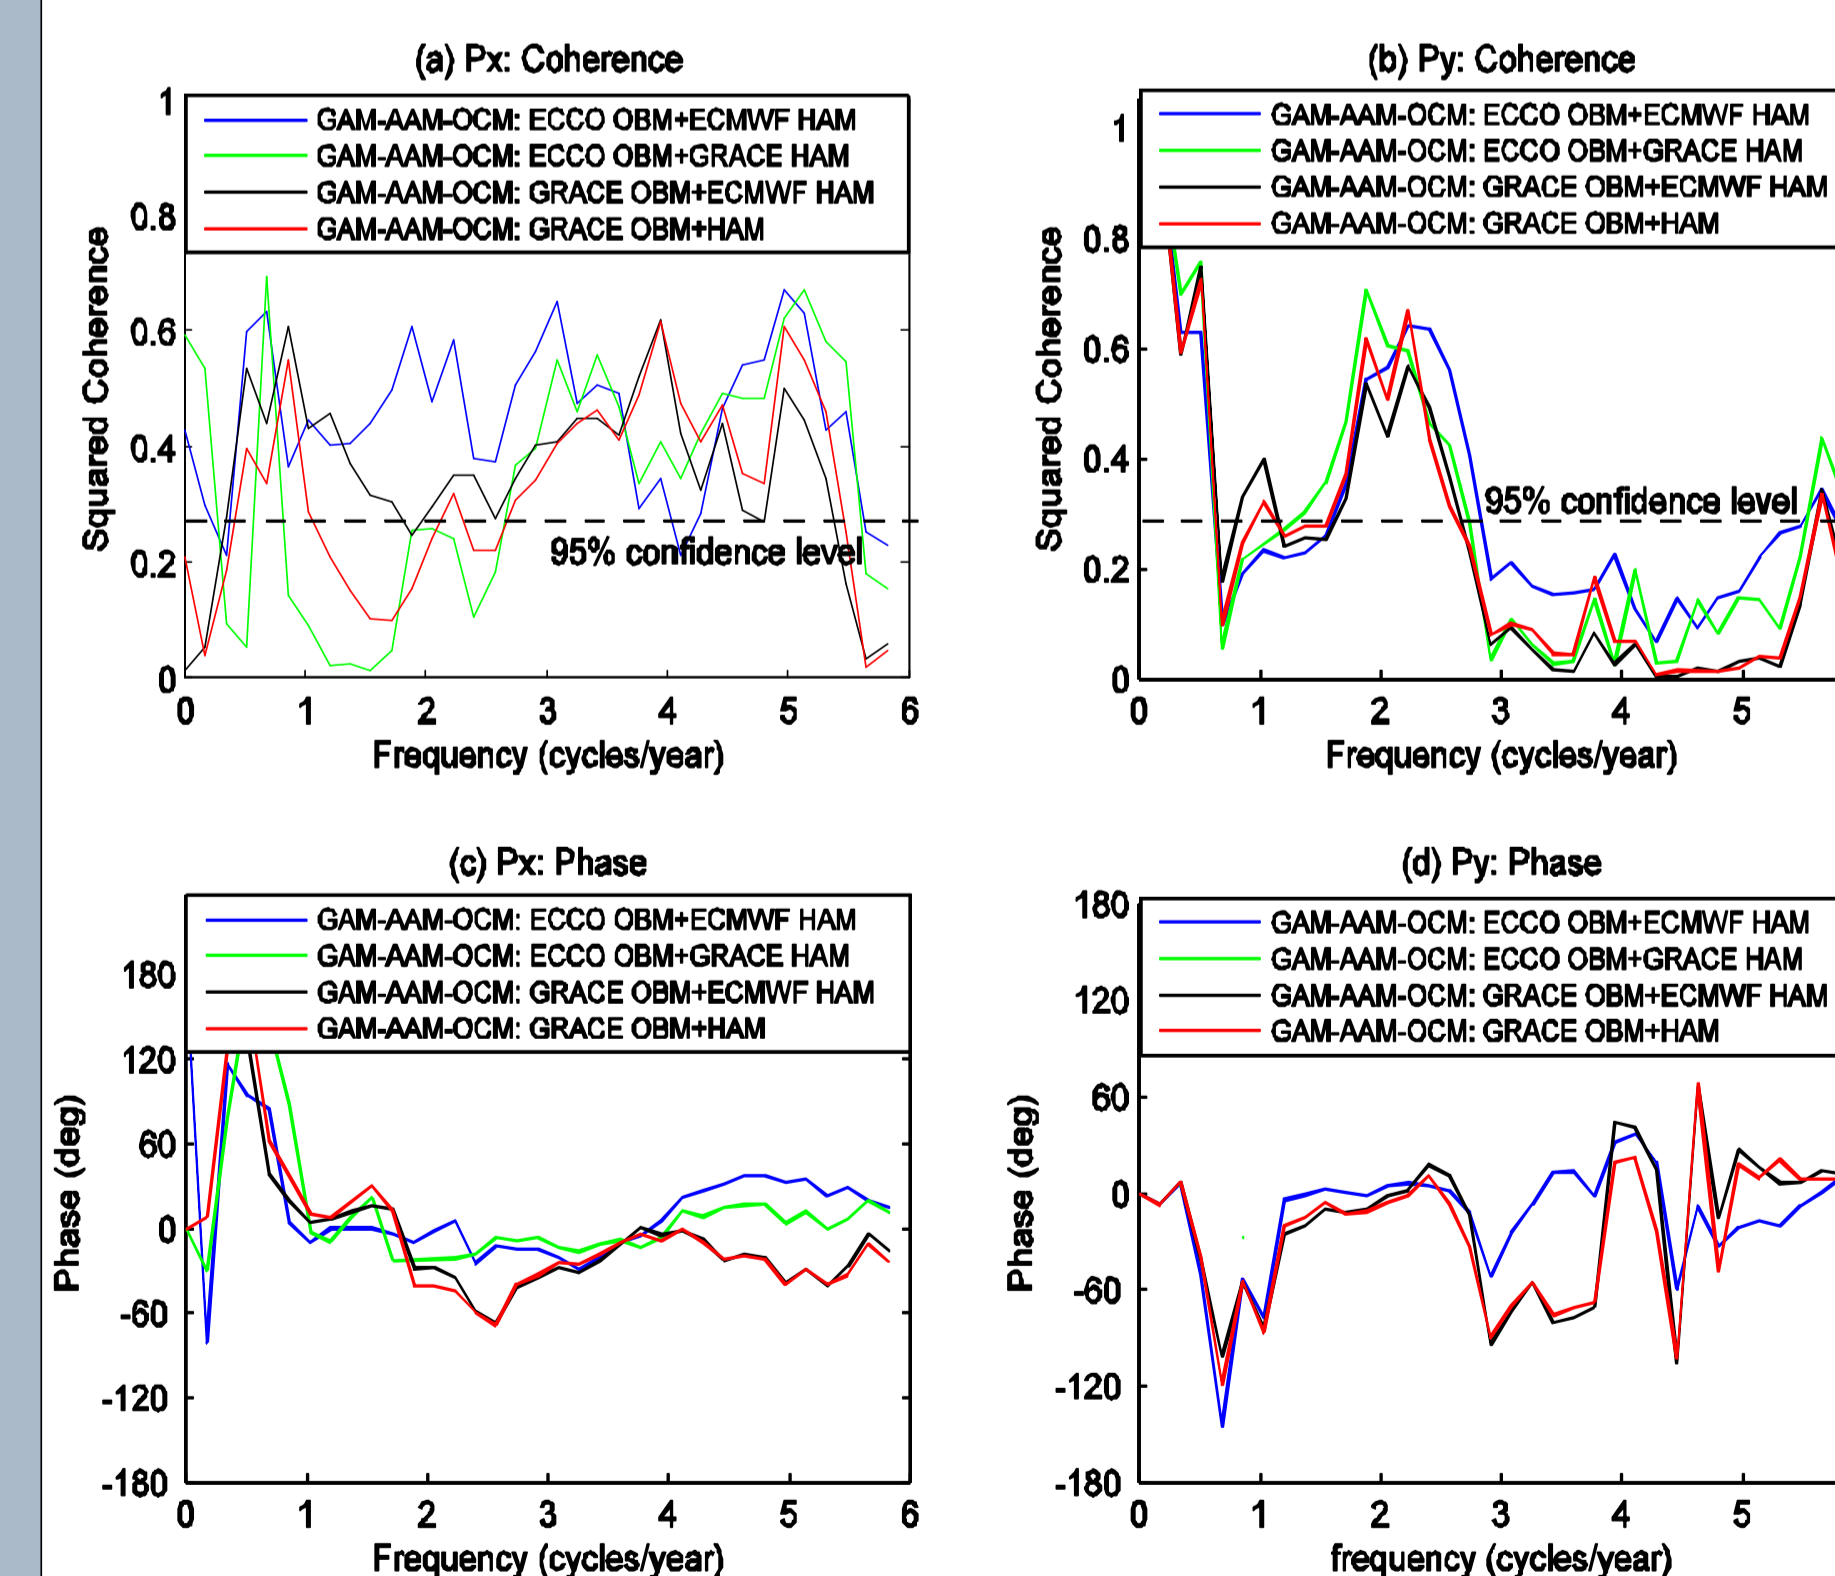 (a) Px: Coherence
1
0.8
0.6
0.4
0.2
0
Squared Coherence
GAM-AAM-OCM: ECCO OBM+ECMWF HAM
GAM-AAM-OCM: ECCO OBM+GRACE HAM
GAM-AAM-OCM: GRACE OBM+ECMWF HAM
GAM-AAM-OCM: GRACE OBM+HAM
95% confidence level
0 1 2 3 4 5 6
Frequency (cycles/year)
(b) Py: Coherence
1
0.8
0.6
0.4
0.2
0
Squared Coherence
GAM-AAM-OCM: ECCO OBM+ECMWF HAM
GAM-AAM-OCM: ECCO OBM+GRACE HAM
GAM-AAM-OCM: GRACE OBM+ECMWF HAM
GAM-AAM-OCM: GRACE OBM+HAM
95% confidence level
0 1 2 3 4 5
Frequency (cycles/year)
(c) Px: Phase
180
120
60
0
-60
-120
-180
Phase (deg)
GAM-AAM-OCM: ECCO OBM+ECMWF HAM
GAM-AAM-OCM: ECCO OBM+GRACE HAM
GAM-AAM-OCM: GRACE OBM+ECMWF HAM
GAM-AAM-OCM: GRACE OBM+HAM
0 1 2 3 4 5 6
Frequency (cycles/year)
(d) Py: Phase
180
120
60
0
-60
-120
-180
Phase (deg)
GAM-AAM-OCM: ECCO OBM+ECMWF HAM
GAM-AAM-OCM: ECCO OBM+GRACE HAM
GAM-AAM-OCM: GRACE OBM+ECMWF HAM
GAM-AAM-OCM: GRACE OBM+HAM
0 1 2 3 4 5
frequency (cycles/year)